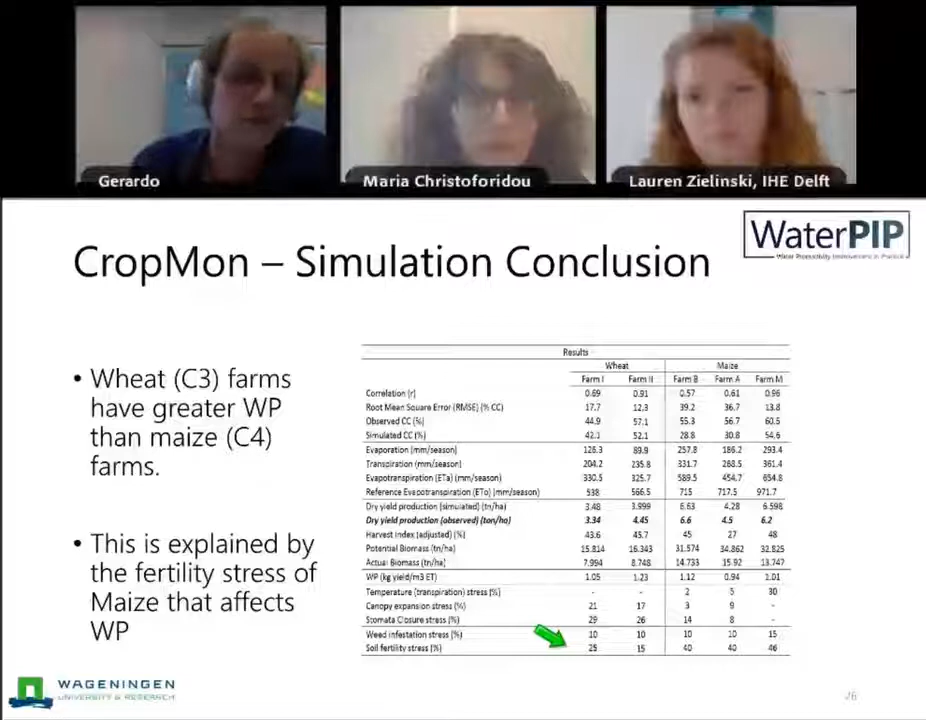 Gerardo
Maria Christoforidou
Lauren Zielinski, IHE Delft
WaterPIP
Water Productivity Improvement in Practice
CropMon – Simulation Conclusion
• Wheat (C3) farms
have greater WP
than maize (C4)
farms.
• This is explained by
the fertility stress of
Maize that affects
WP
Results
Wheat Maize
Farm I Farm II Farm B Farm A Farm M
Correlation (r) 0.69 0.91 0.57 0.61 0.96
Root Mean Square Error (RMSE) (% CC) 17.7 12.3 39.2 36.7 13.8
Observed CC (%) 44.9 57.1 55.3 56.7 60.5
Simulated CC (%) 42.1 52.1 28.8 30.8 54.6
Evaporation (mm/season) 126.3 89.9 257.8 186.2 293.4
Transpiration (mm/season) 204.2 235.8 331.7 268.5 361.4
Evapotranspiration (ETa) (mm/season) 330.5 325.7 589.5 454.7 654.8
Reference Evapotranspiration (ETo) (mm/season) 538 566.5 715 717.5 971.7
Dry yield production (simulated) (tn/ha) 3.48 3.999 6.63 4.28 6.598
Dry yield production (observed) (ton/ha) 3.34 4.45 6.6 4.5 6.2
Harvest Index (adjusted) (%) 43.6 45.7 45 27 48
Potential Biomass (tn/ha) 15.814 16.343 31.574 34.862 32.825
Actual Biomass (tn/ha) 7.994 8.748 14.733 15.92 13.747
WP (kg yield/m3 ET) 1.05 1.23 1.12 0.94 1.01
Temperature (transpiration) stress (%) - - 2 5 30
Canopy expansion stress (%) 21 17 3 9 -
Stomata Closure stress (%) 29 26 14 8 -
Weed infestation stress (%) 10 10 10 10 15
Soil fertility stress (%) 25 15 40 40 46
WAGENINGEN
UNIVERSITY & RESEARCH